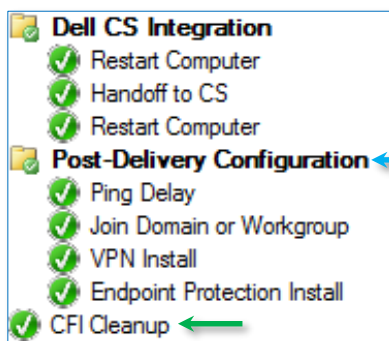 Dell CS Integration
Restart Computer
Handoff to CS
Restart Computer
Post-Delivery Configuration
Ping Delay
Join Domain or Workgroup
VPN Install
Endpoint Protection Install
CFI Cleanup